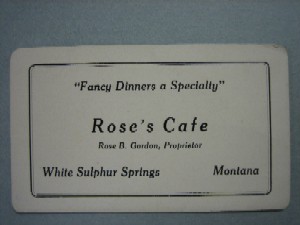 "Fancy Dinners a Specialty"
Rose's Cafe
Rose B. Gordon, Proprietor
White Sulphur Springs Montana